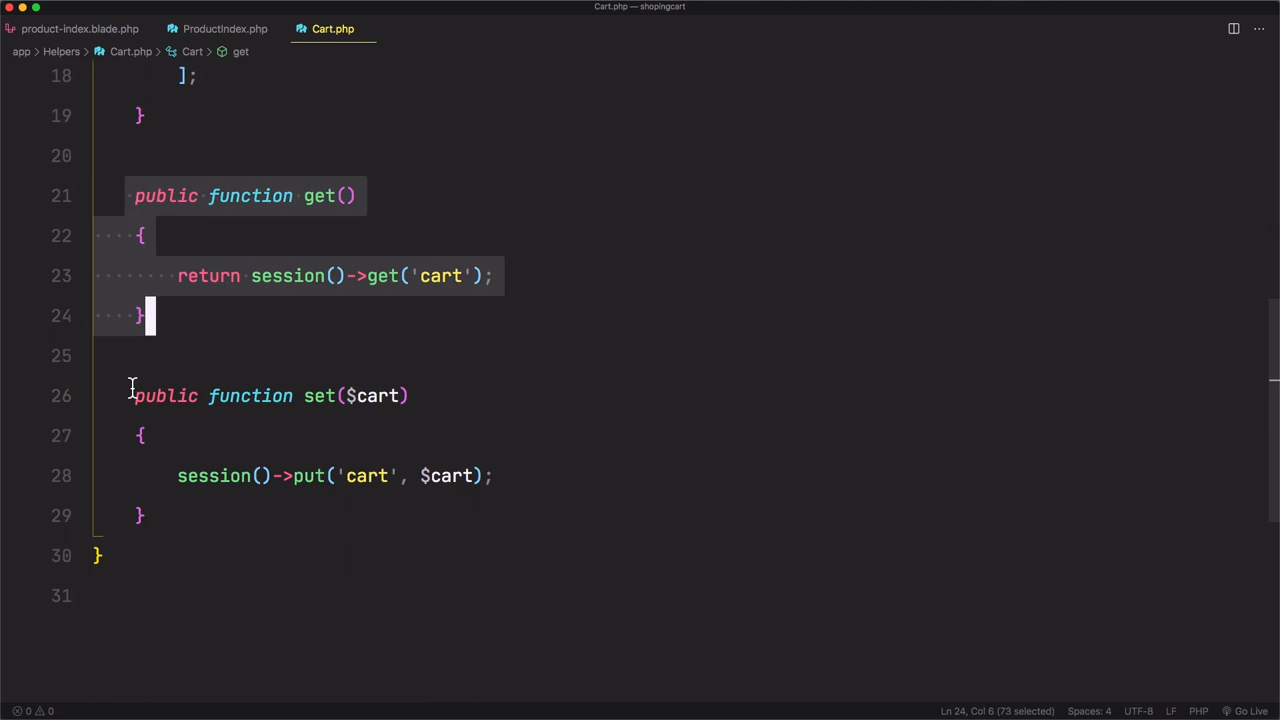 Cart.php — shopingcart
product-index.blade.php ProductIndex.php Cart.php
app > Helpers > Cart.php > Cart > get
18 ];
19 }
20
21 public function get()
22 {
23 return session()->get('cart');
24 }
25
26 public function set($cart)
27 {
28 session()->put('cart', $cart);
29 }
30 }
31
0 0 Ln 24, Col 6 (73 selected) Spaces: 4 UTF-8 LF PHP Go Live